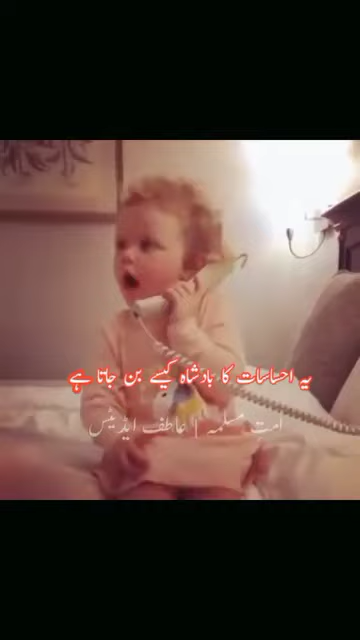 یہ احساسات کا بادشاہ کیسے بن جاتا ہے
امت مسلمہ | عاطف ایڈیٹس